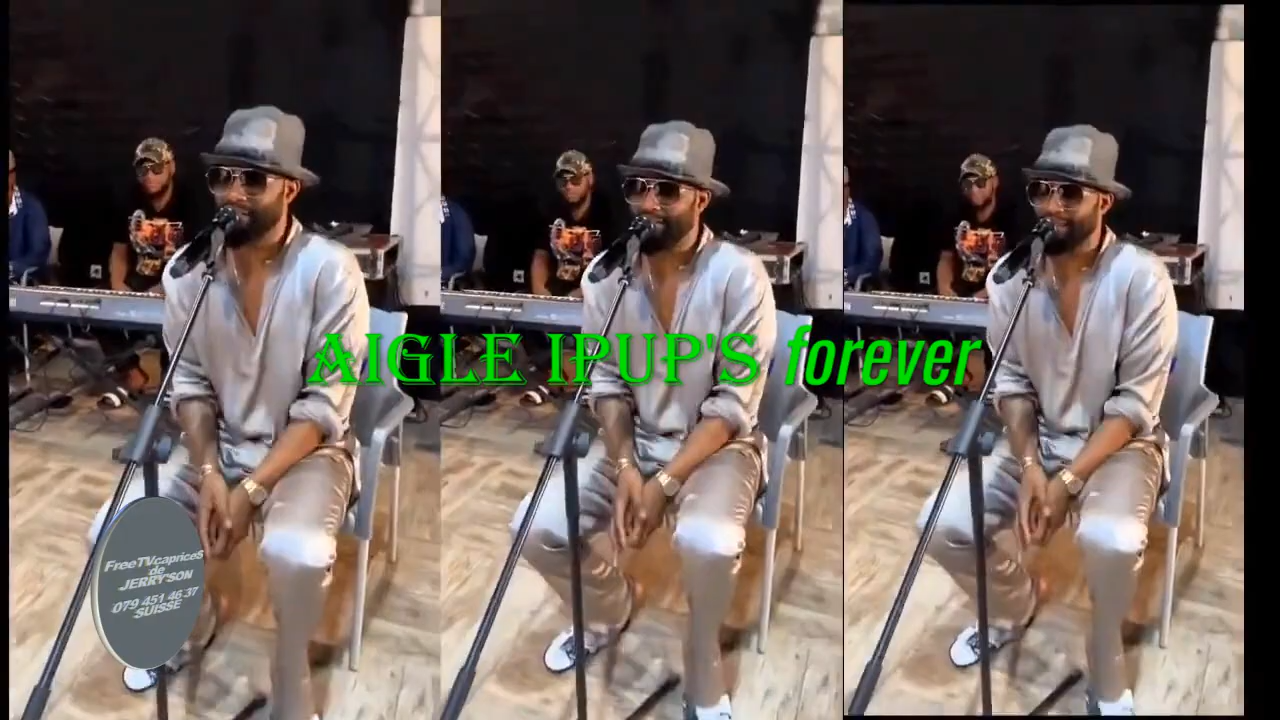 AIGLE IPUP'S forever
FreeTVcapriceS
de
JERRY'SON
079 451 46 37
SUISSE